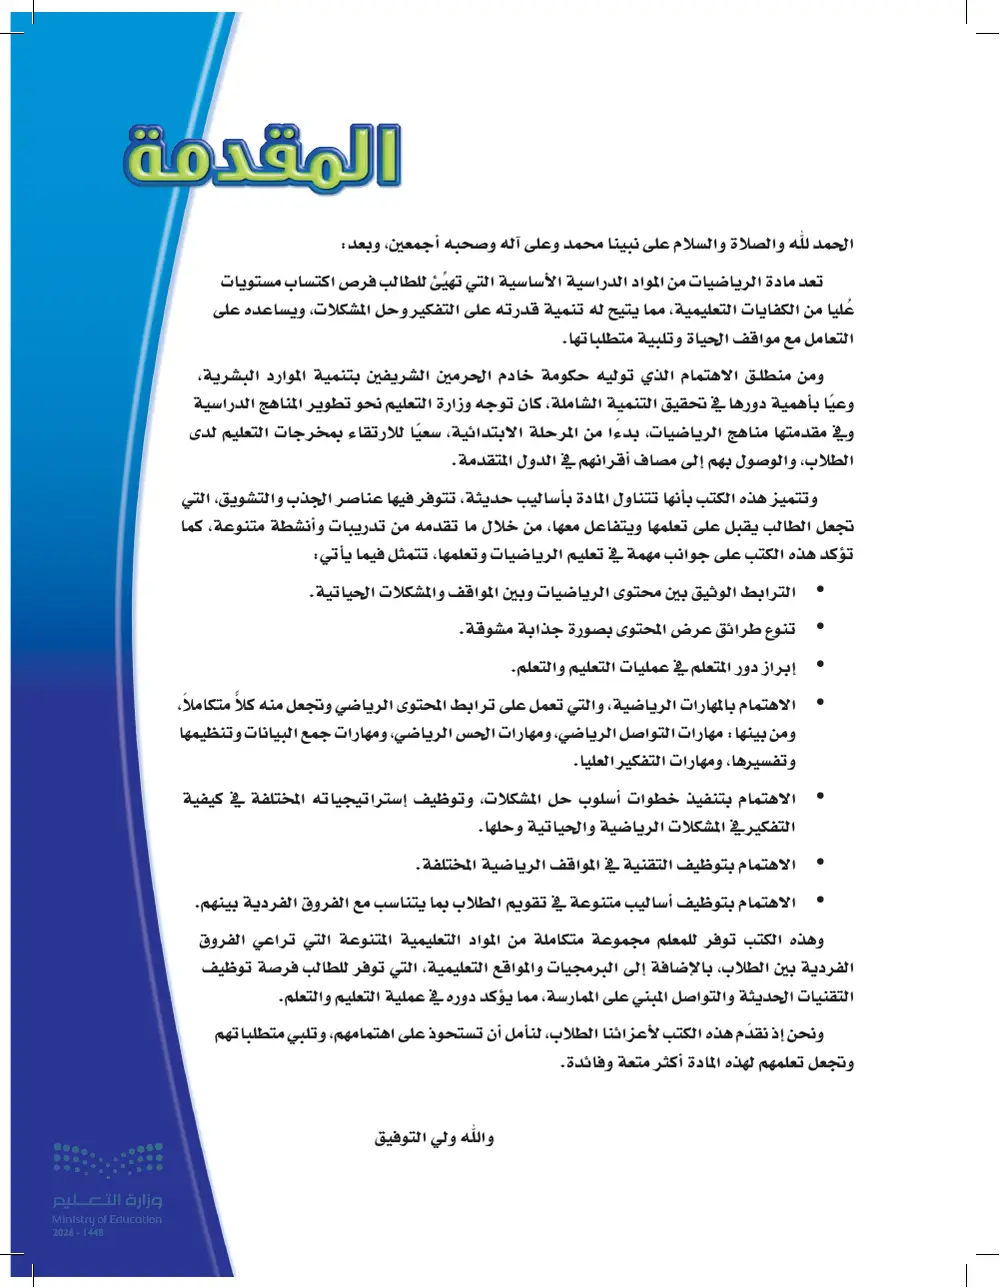 المقدمة
الحمد لله والصلاة والسلام على نبينا محمد وعلى آله وصحبه أجمعين، وبعد:
تعد مادة الرياضيات من المواد الدراسية الأساسية التي تهيِّئ للطالب فرص اكتساب مستويات
عُليا من الكفايات التعليمية، مما يتيح له تنمية قدرته على التفكير وحل المشكلات، ويساعده على
التعامل مع مواقف الحياة وتلبية متطلباتها.
ومن منطلق الاهتمام الذي توليه حكومة خادم الحرمين الشريفين بتنمية الموارد البشرية،
وعيًا بأهمية دورها في تحقيق التنمية الشاملة، كان توجه وزارة التعليم نحو تطوير المناهج الدراسية
وفي مقدمتها مناهج الرياضيات، بدءًا من المرحلة الابتدائية، سعيًا للارتقاء بمخرجات التعليم لدى
الطلاب، والوصول بهم إلى مصاف أقرانهم في الدول المتقدمة.
وتتميز هذه الكتب بأنها تتناول المادة بأساليب حديثة، تتوفر فيها عناصر الجذب والتشويق، التي
تجعل الطالب يقبل على تعلمها ويتفاعل معها، من خلال ما تقدمه من تدريبات وأنشطة متنوعة، كما
تؤكد هذه الكتب على جوانب مهمة في تعليم الرياضيات وتعلمها، تتمثل فيما يأتي:
• الترابط الوثيق بين محتوى الرياضيات وبين المواقف والمشكلات الحياتية.
• تنوع طرائق عرض المحتوى بصورة جذابة مشوقة.
• إبراز دور المتعلم في عمليات التعليم والتعلم.
• الاهتمام بالمهارات الرياضية، والتي تعمل على ترابط المحتوى الرياضي وتجعل منه كلاًّ متكاملاً،
ومن بينها: مهارات التواصل الرياضي، ومهارات الحس الرياضي، ومهارات جمع البيانات وتنظيمها
وتفسيرها، ومهارات التفكير العليا.
• الاهتمام بتنفيذ خطوات أسلوب حل المشكلات، وتوظيف إستراتيجياته المختلفة في كيفية
التفكير في المشكلات الرياضية والحياتية وحلها.
• الاهتمام بتوظيف التقنية في المواقف الرياضية المختلفة.
• الاهتمام بتوظيف أساليب متنوعة في تقويم الطلاب بما يتناسب مع الفروق الفردية بينهم.
وهذه الكتب توفر للمعلم مجموعة متكاملة من المواد التعليمية المتنوعة التي تراعي الفروق
الفردية بين الطلاب، بالإضافة إلى البرمجيات والمواقع التعليمية، التي توفر للطالب فرصة توظيف
التقنيات الحديثة والتواصل المبني على الممارسة، مما يؤكد دوره في عملية التعليم والتعلم.
ونحن إذ نقدّم هذه الكتب لأعزائنا الطلاب، لنأمل أن تستحوذ على اهتمامهم، وتلبي متطلباتهم
وتجعل تعلمهم لهذه المادة أكثر متعة وفائدة.
والله ولي التوفيق
وزارة التعليم
Ministry of Education
2026 - 1448